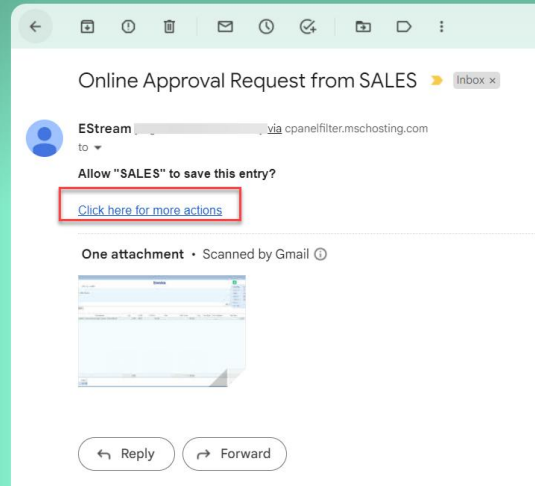 Online Approval Request from SALES
Inbox ×
EStream via cpanelfilter.mschosting.com
to
Allow "SALES" to save this entry?
Click here for more actions
One attachment • Scanned by Gmail
Invoice
Reply
Forward